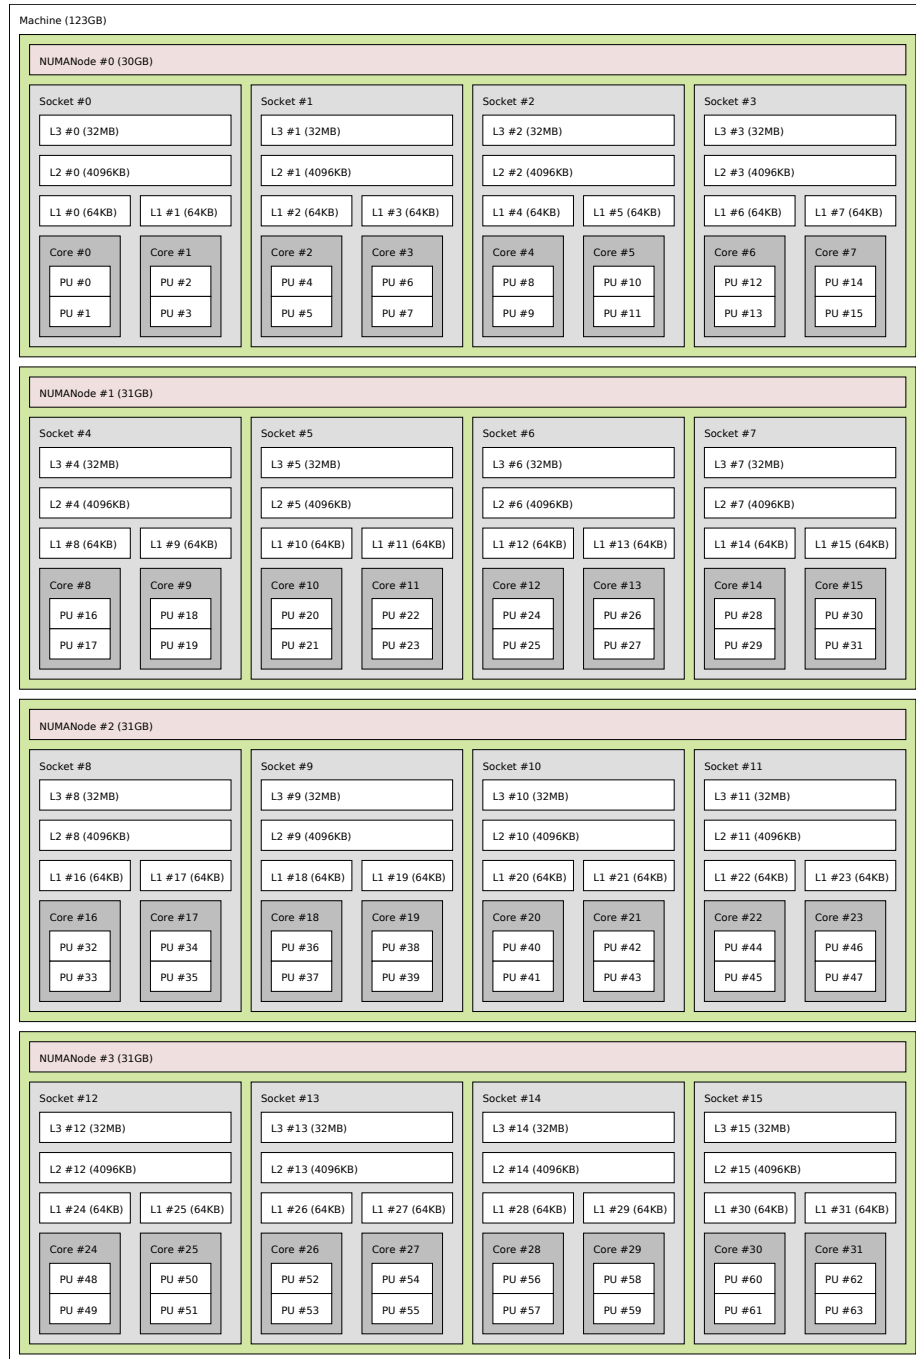 Machine (123GB)
NUMANode #0 (30GB)
Socket #0 Socket #1 Socket #2 Socket #3
L3 #0 (32MB) L3 #1 (32MB) L3 #2 (32MB) L3 #3 (32MB)
L2 #0 (4096KB) L2 #1 (4096KB) L2 #2 (4096KB) L2 #3 (4096KB)
L1 #0 (64KB) L1 #1 (64KB) L1 #2 (64KB) L1 #3 (64KB) L1 #4 (64KB) L1 #5 (64KB) L1 #6 (64KB) L1 #7 (64KB)
Core #0 Core #1 Core #2 Core #3 Core #4 Core #5 Core #6 Core #7
PU #0 PU #2 PU #4 PU #6 PU #8 PU #10 PU #12 PU #14
PU #1 PU #3 PU #5 PU #7 PU #9 PU #11 PU #13 PU #15
NUMANode #1 (31GB)
Socket #4 Socket #5 Socket #6 Socket #7
L3 #4 (32MB) L3 #5 (32MB) L3 #6 (32MB) L3 #7 (32MB)
L2 #4 (4096KB) L2 #5 (4096KB) L2 #6 (4096KB) L2 #7 (4096KB)
L1 #8 (64KB) L1 #9 (64KB) L1 #10 (64KB) L1 #11 (64KB) L1 #12 (64KB) L1 #13 (64KB) L1 #14 (64KB) L1 #15 (64KB)
Core #8 Core #9 Core #10 Core #11 Core #12 Core #13 Core #14 Core #15
PU #16 PU #18 PU #20 PU #22 PU #24 PU #26 PU #28 PU #30
PU #17 PU #19 PU #21 PU #23 PU #25 PU #27 PU #29 PU #31
NUMANode #2 (31GB)
Socket #8 Socket #9 Socket #10 Socket #11
L3 #8 (32MB) L3 #9 (32MB) L3 #10 (32MB) L3 #11 (32MB)
L2 #8 (4096KB) L2 #9 (4096KB) L2 #10 (4096KB) L2 #11 (4096KB)
L1 #16 (64KB) L1 #17 (64KB) L1 #18 (64KB) L1 #19 (64KB) L1 #20 (64KB) L1 #21 (64KB) L1 #22 (64KB) L1 #23 (64KB)
Core #16 Core #17 Core #18 Core #19 Core #20 Core #21 Core #22 Core #23
PU #32 PU #34 PU #36 PU #38 PU #40 PU #42 PU #44 PU #46
PU #33 PU #35 PU #37 PU #39 PU #41 PU #43 PU #45 PU #47
NUMANode #3 (31GB)
Socket #12 Socket #13 Socket #14 Socket #15
L3 #12 (32MB) L3 #13 (32MB) L3 #14 (32MB) L3 #15 (32MB)
L2 #12 (4096KB) L2 #13 (4096KB) L2 #14 (4096KB) L2 #15 (4096KB)
L1 #24 (64KB) L1 #25 (64KB) L1 #26 (64KB) L1 #27 (64KB) L1 #28 (64KB) L1 #29 (64KB) L1 #30 (64KB) L1 #31 (64KB)
Core #24 Core #25 Core #26 Core #27 Core #28 Core #29 Core #30 Core #31
PU #48 PU #50 PU #52 PU #54 PU #56 PU #58 PU #60 PU #62
PU #49 PU #51 PU #53 PU #55 PU #57 PU #59 PU #61 PU #63